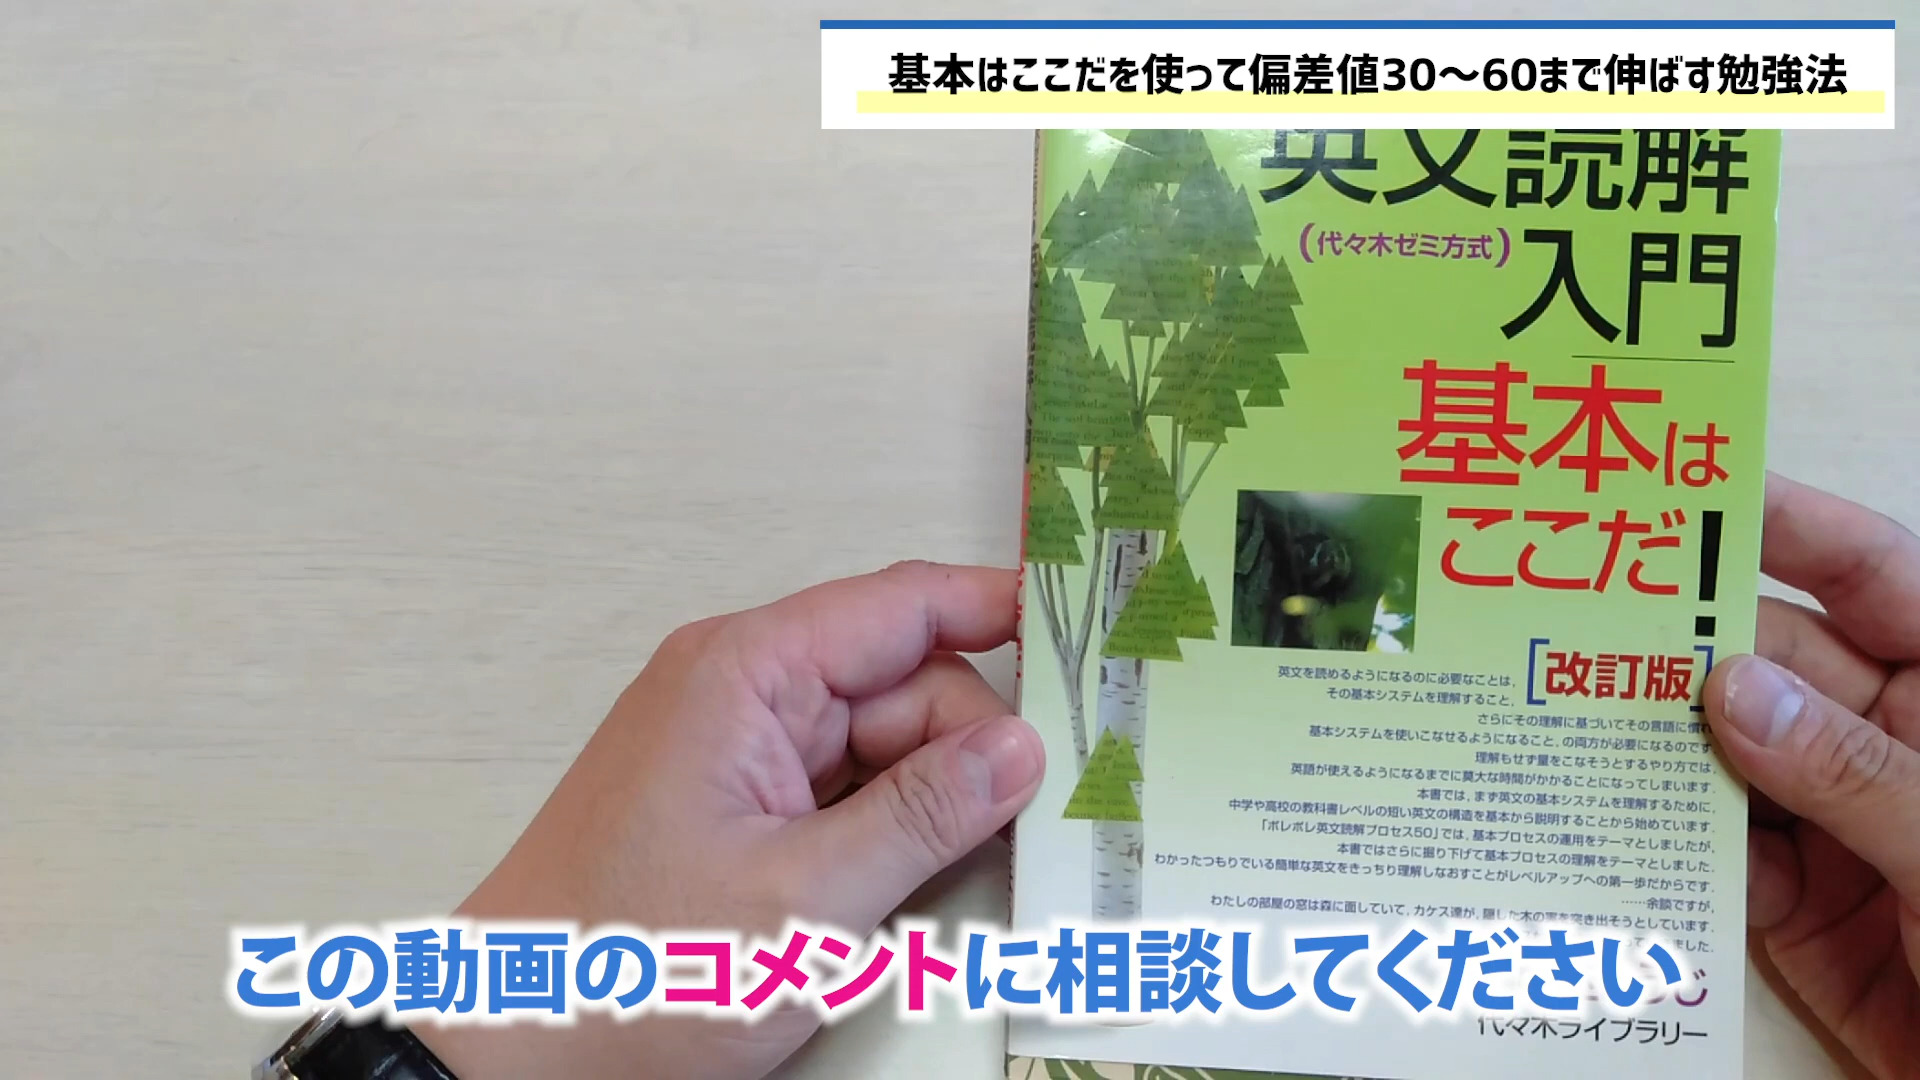 基本はここだを使って偏差値30〜60まで伸ばす勉強法
英文読解
(代々木ゼミ方式)
入門
基本は
ここだ!
[改訂版]
英文を読めるようになるのに必要なことは,
その基本システムを理解すること,
さらにその理解に基づいてその言語に慣れ
基本システムを使いこなせるようになること,の両方が必要になるのです.
理解もせず量をこなそうとするやり方では,
英語が使えるようになるまでに莫大な時間がかかることになってしまいます.
本書では,まず英文の基本システムを理解するために,
中学や高校の教科書レベルの短い英文の構造を基本から説明することから始めています.
「ポレポレ英文読解プロセス50」では,基本プロセスの運用をテーマとしましたが,
本書ではさらに掘り下げて基本プロセスの理解をテーマとしました.
わかったつもりでいる簡単な英文をきっちり理解しなおすことがレベルアップへの第一歩だからです.
……余談ですが,
わたしの部屋の窓は森に面していて,カケス達が,隠した木の実を突き出そうとしています.
ました.
この動画のコメントに相談してください
代々木ライブラリー